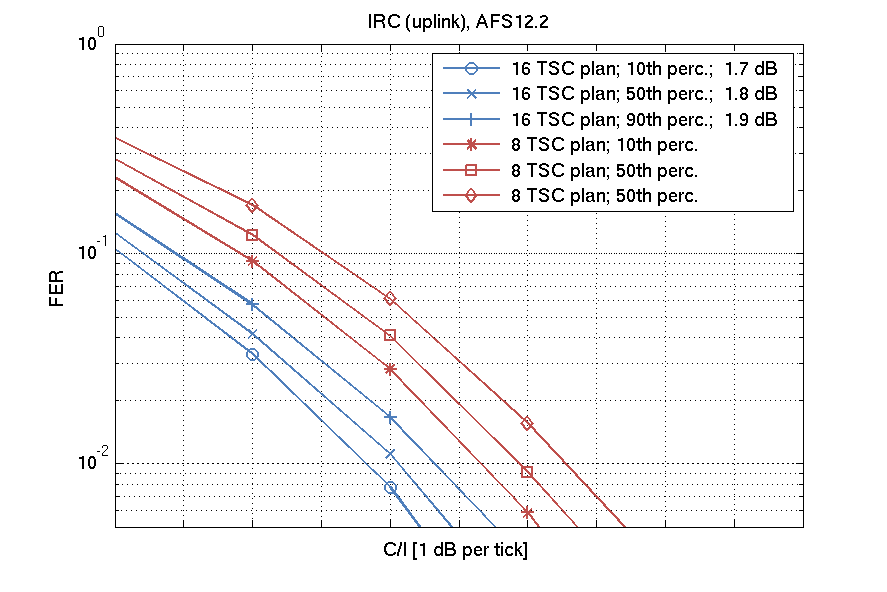 IRC (uplink), AFS12.2
10^0
16 TSC plan; 10th perc.; 1.7 dB
16 TSC plan; 50th perc.; 1.8 dB
16 TSC plan; 90th perc.; 1.9 dB
8 TSC plan; 10th perc.
8 TSC plan; 50th perc.
8 TSC plan; 50th perc.
10^-1
FER
10^-2
C/I [1 dB per tick]